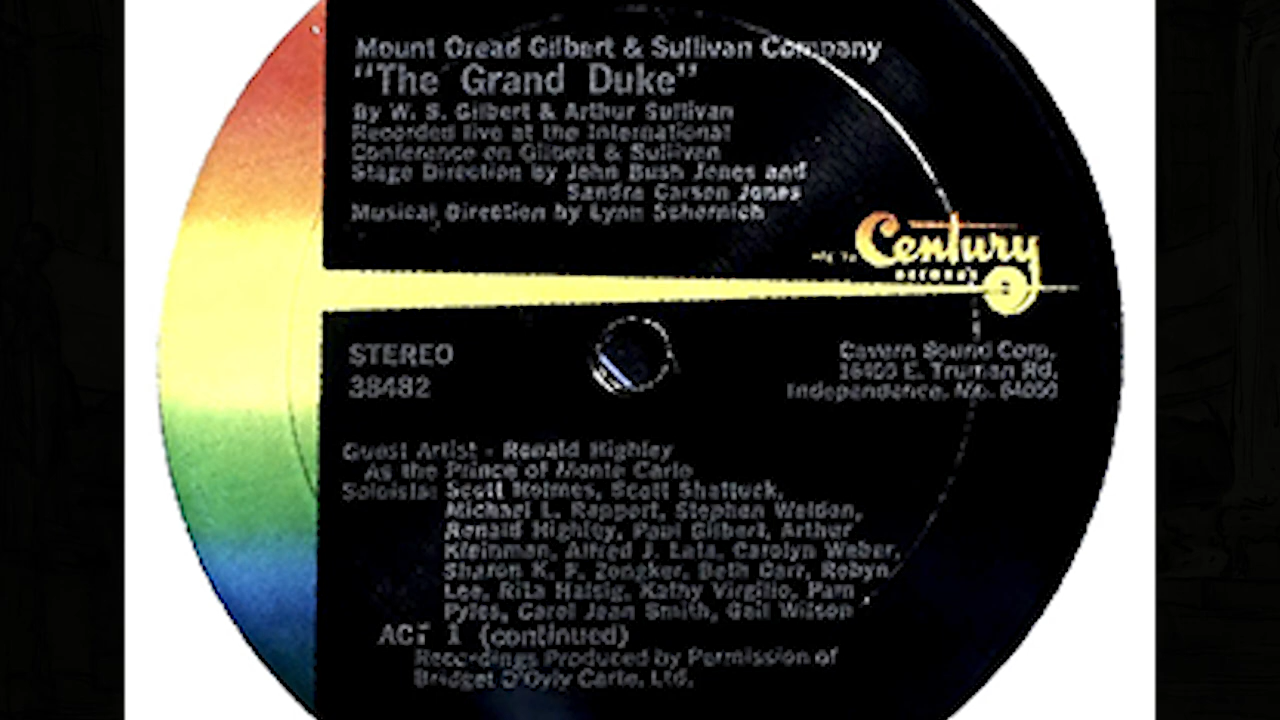 Mount Oread Gilbert & Sullivan Company
"The Grand Duke"
By W. S. Gilbert & Arthur Sullivan
Recorded live at the International
Conference on Gilbert & Sullivan
Stage Direction by John Bush Jones and
Sandra Carson Jones
Musical Direction by Lynn Schornich
Century
RECORDS
STEREO
38482
Cavern Sound Corp.
16400 E. Truman Rd.
Independence, Mo. 64050
Guest Artist - Ronald Highley
As the Prince of Monte Carlo
Soloists: Scott Holmes, Scott Shattuck,
Michael L. Rapport, Stephen Weldon,
Ronald Highley, Paul Gilbert, Arthur
Kleinman, Alfred J. Lata, Carolyn Weber,
Sharon K. F. Zongker, Beth Darr, Robyn
Lee, Rita Haisig, Kathy Virgilio, Pam
Pyles, Carol Jean Smith, Gail Wilson
ACT 1 (continued)
Recordings Produced by Permission of
Bridget D'Oyly Carte, Ltd.